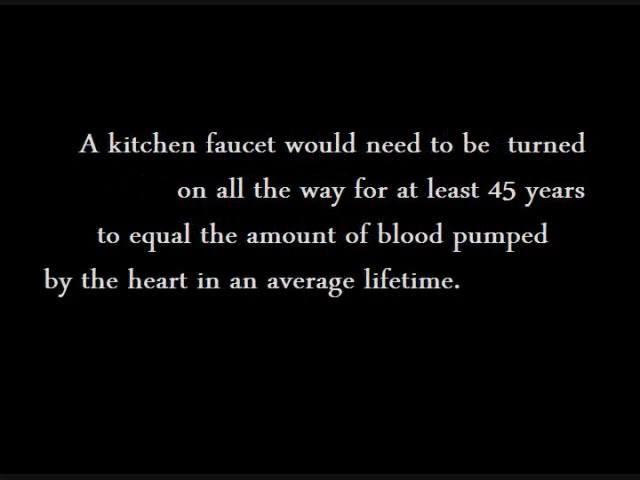 A kitchen faucet would need to be turned
on all the way for at least 45 years
to equal the amount of blood pumped
by the heart in an average lifetime.